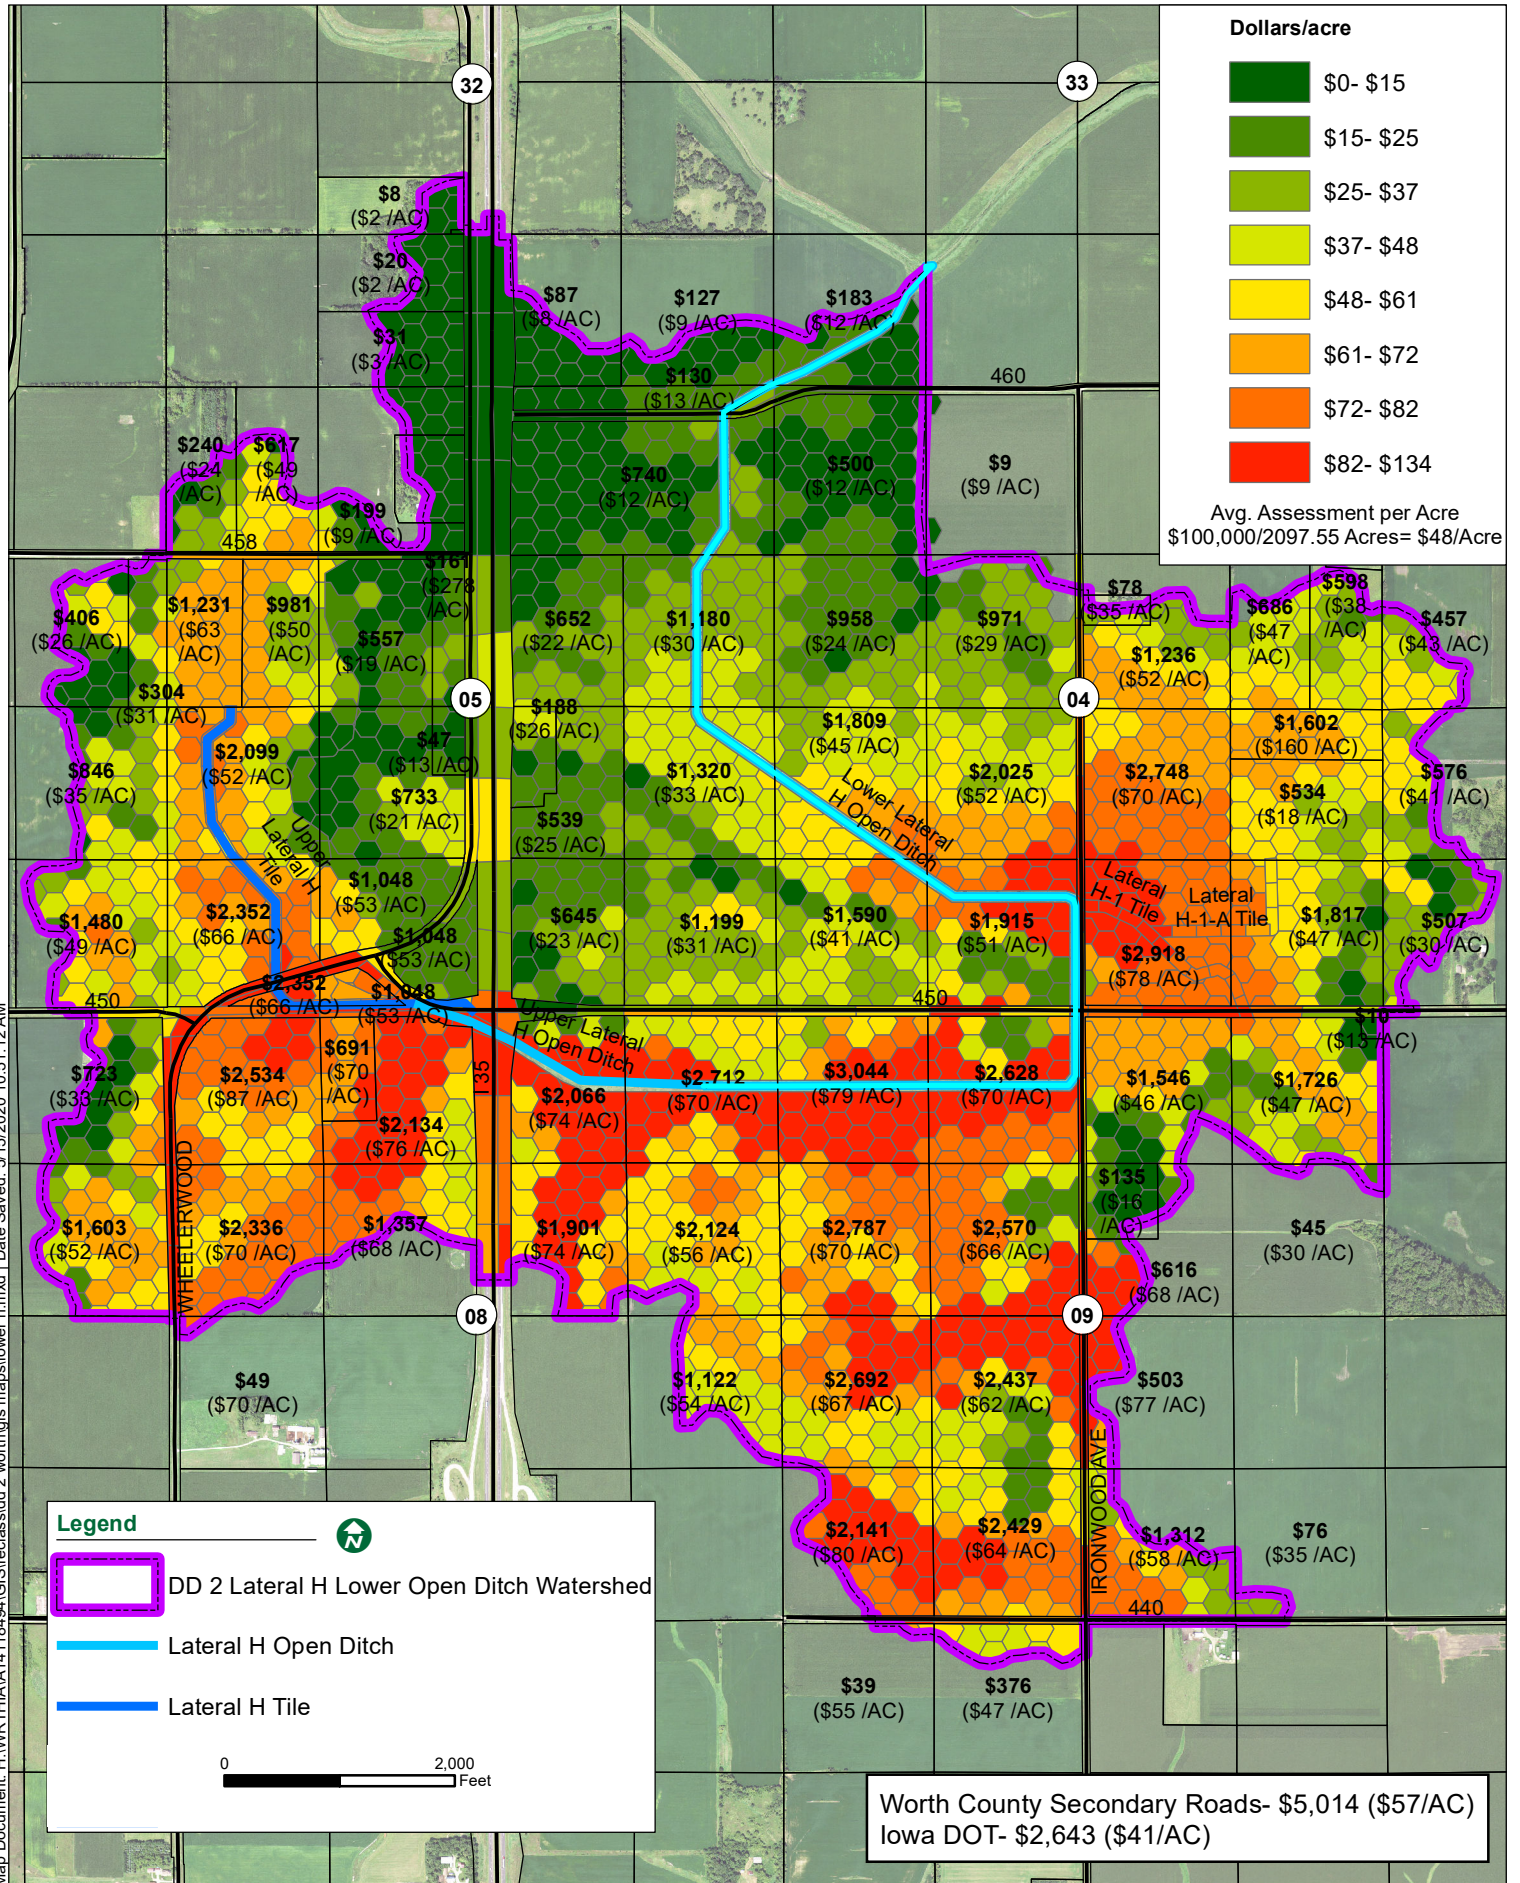 Dollars/acre
$0- $15
$15- $25
$25- $37
$37- $48
$48- $61
$61- $72
$72- $82
$82- $134
Avg. Assessment per Acre
$100,000/2097.55 Acres= $48/Acre
32
33
$8
($2 /AC)
$20
($2 /AC)
$31
($3 /AC)
$87
($8 /AC)
$127
($9 /AC)
$183
($12 /AC)
$130
($13 /AC)
460
$240
($24
/AC)
$617
($49
/AC)
$199
($9 /AC)
$740
($12 /AC)
$500
($12 /AC)
$9
($9 /AC)
458
$161
($278
/AC)
$406
($26 /AC)
$1,231
($63
/AC)
$981
($50
/AC)
$557
($19 /AC)
$652
($22 /AC)
$1,180
($30 /AC)
$958
($24 /AC)
$971
($29 /AC)
$78
($35 /AC)
$1,236
($52 /AC)
$686
($47
/AC)
$598
($38
/AC)
$457
($43 /AC)
$304
($31 /AC)
05
04
$188
($26 /AC)
$1,809
($45 /AC)
$1,602
($160 /AC)
$846
($35 /AC)
$2,099
($52 /AC)
$47
($13 /AC)
$733
($21 /AC)
$1,320
($33 /AC)
$2,025
($52 /AC)
$2,748
($70 /AC)
$534
($18 /AC)
$576
($41 /AC)
$539
($25 /AC)
Upper
Lateral H
Tile
Lower Lateral
H Open Ditch
Lateral
H-1 Tile
Lateral
H-1-A Tile
$1,480
($49 /AC)
$2,352
($66 /AC)
$1,048
($53 /AC)
$1,048
($53 /AC)
$645
($23 /AC)
$1,199
($31 /AC)
$1,590
($41 /AC)
$1,915
($51 /AC)
$2,918
($78 /AC)
$1,817
($47 /AC)
$507
($30 /AC)
$2,352
($66 /AC)
$1,048
($53 /AC)
450
450
Upper Lateral
H Open Ditch
$10
($13 /AC)
$723
($33 /AC)
$2,534
($87 /AC)
$691
($70
/AC)
$2,134
($76 /AC)
I 35
$2,066
($74 /AC)
$2,712
($70 /AC)
$3,044
($79 /AC)
$2,628
($70 /AC)
$1,546
($46 /AC)
$1,726
($47 /AC)
WHEELERWOOD
$135
($16
/AC)
$1,603
($52 /AC)
$2,336
($70 /AC)
$1,357
($68 /AC)
$1,901
($74 /AC)
$2,124
($56 /AC)
$2,787
($70 /AC)
$2,570
($66 /AC)
$45
($30 /AC)
$616
($68 /AC)
08
09
$49
($70 /AC)
$1,122
($54 /AC)
$2,692
($67 /AC)
$2,437
($62 /AC)
$503
($77 /AC)
IRONWOOD AVE
$2,141
($80 /AC)
$2,429
($64 /AC)
$1,312
($58 /AC)
$76
($35 /AC)
440
$39
($55 /AC)
$376
($47 /AC)
Legend
N
DD 2 Lateral H Lower Open Ditch Watershed
Lateral H Open Ditch
Lateral H Tile
0 2,000
Feet
Worth County Secondary Roads- $5,014 ($57/AC)
Iowa DOT- $2,643 ($41/AC)